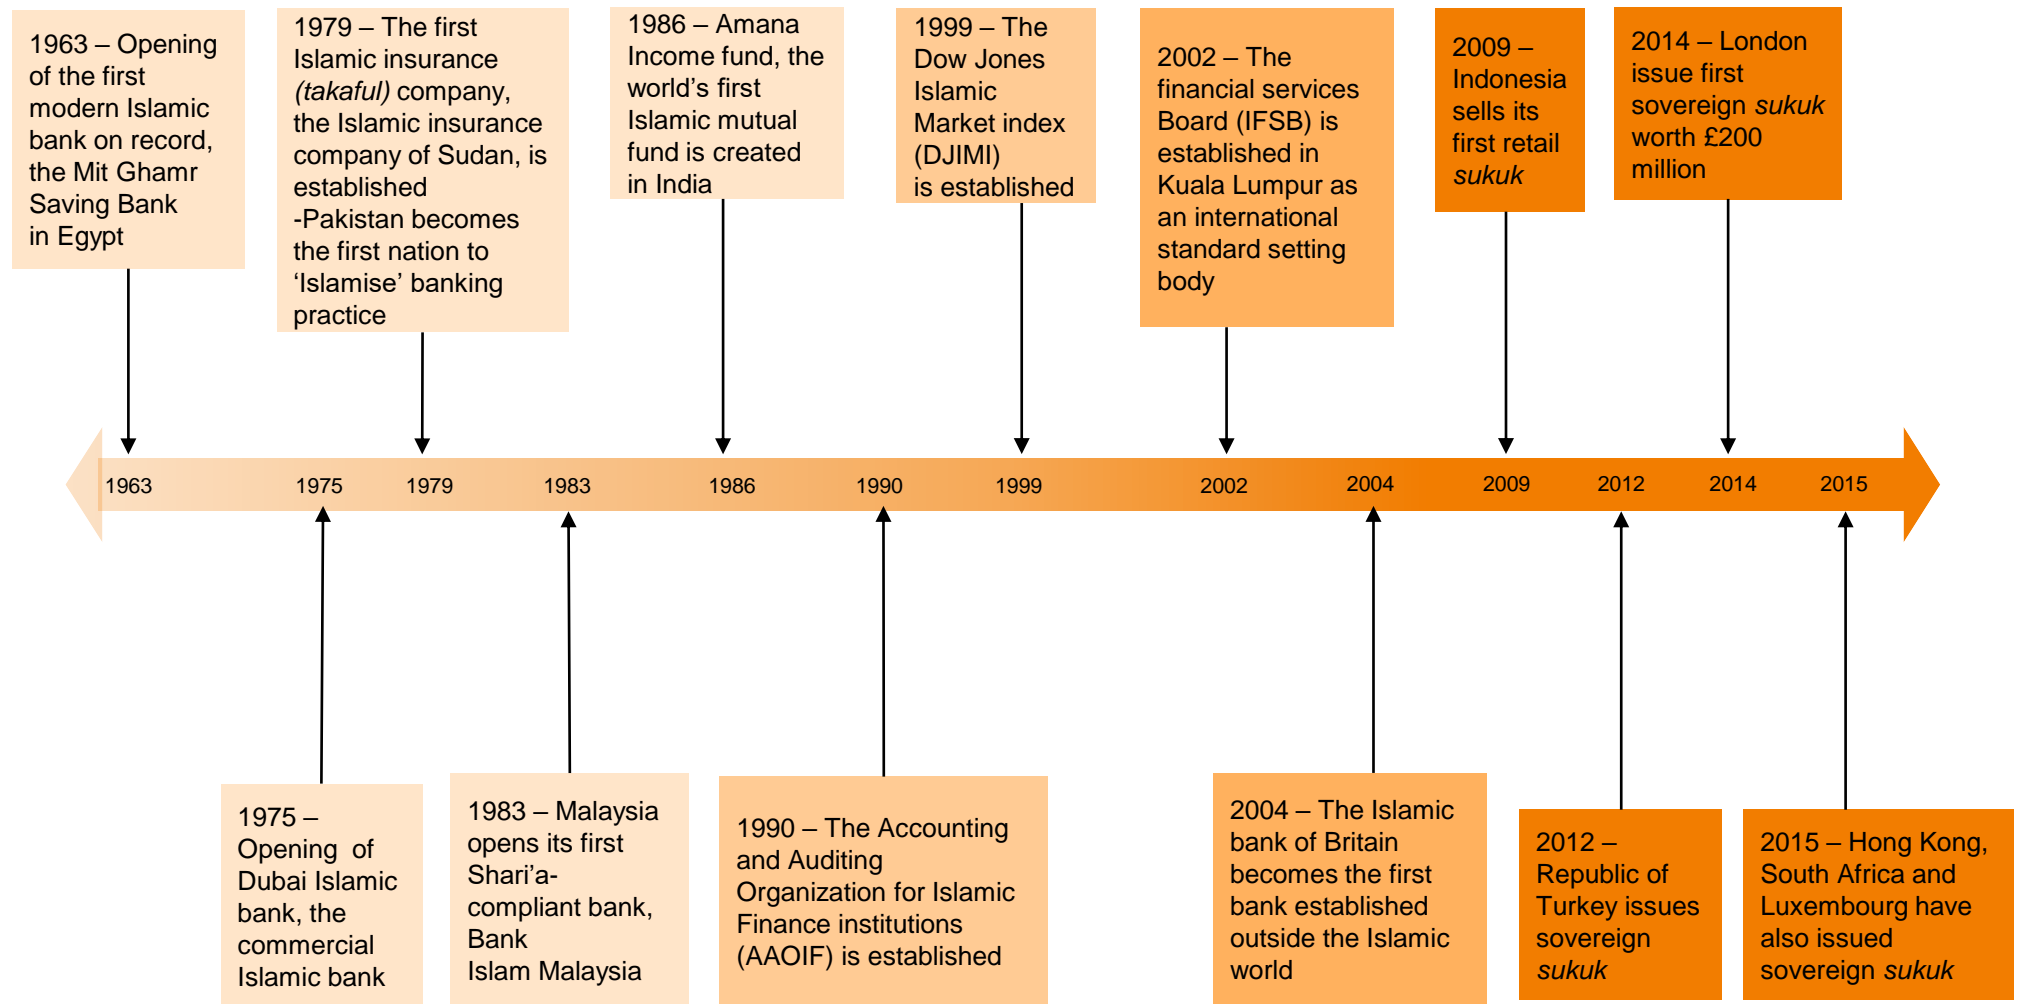 1963 – Opening
of the first
modern Islamic
bank on record,
the Mit Ghamr
Saving Bank
in Egypt
1979 – The first
Islamic insurance
(takaful) company,
the Islamic insurance
company of Sudan, is
established
-Pakistan becomes
the first nation to
‘Islamise’ banking
practice
1986 – Amana
Income fund, the
world’s first
Islamic mutual
fund is created
in India
1999 – The
Dow Jones
Islamic
Market index
(DJIMI)
is established
2002 – The
financial services
Board (IFSB) is
established in
Kuala Lumpur as
an international
standard setting
body
2009 –
Indonesia
sells its
first retail
sukuk
2014 – London
issue first
sovereign sukuk
worth £200
million
1963 1975 1979 1983 1986 1990 1999 2002 2004 2009 2012 2014 2015
1975 –
Opening of
Dubai Islamic
bank, the
commercial
Islamic bank
1983 – Malaysia
opens its first
Shari’a-
compliant bank,
Bank
Islam Malaysia
1990 – The Accounting
and Auditing
Organization for Islamic
Finance institutions
(AAOIF) is established
2004 – The Islamic
bank of Britain
becomes the first
bank established
outside the Islamic
world
2012 –
Republic of
Turkey issues
sovereign
sukuk
2015 – Hong Kong,
South Africa and
Luxembourg have
also issued
sovereign sukuk